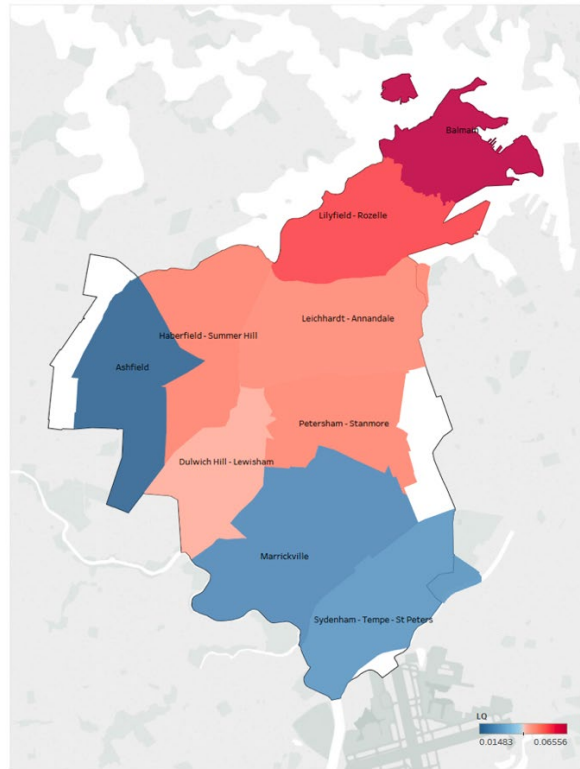 Balmain
Lilyfield - Rozelle
Leichhardt - Annandale
Haberfield - Summer Hill
Ashfield
Petersham - Stanmore
Dulwich Hill - Lewisham
Marrickville
Sydenham - Tempe - St Peters
LQ
0.01483 0.06556